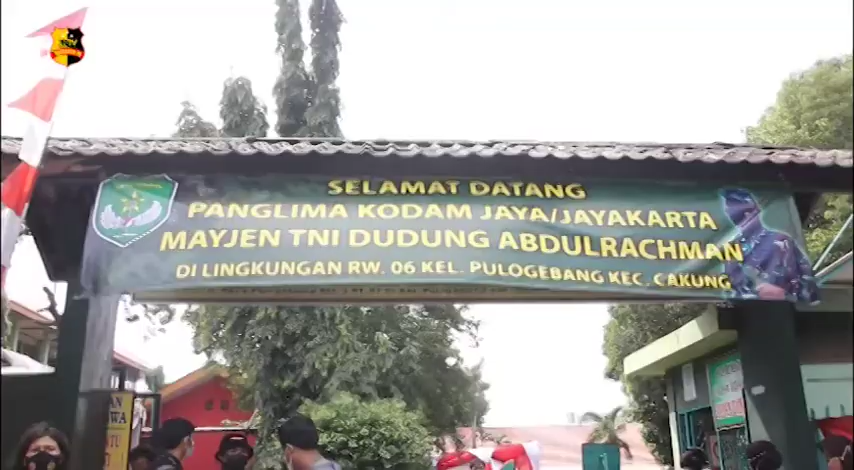 SELAMAT DATANG
PANGLIMA KODAM JAYA/JAYAKARTA
MAYJEN TNI DUDUNG ABDULRACHMAN
DI LINGKUNGAN RW. 06 KEL. PULOGEBANG KEC. CAKUNG